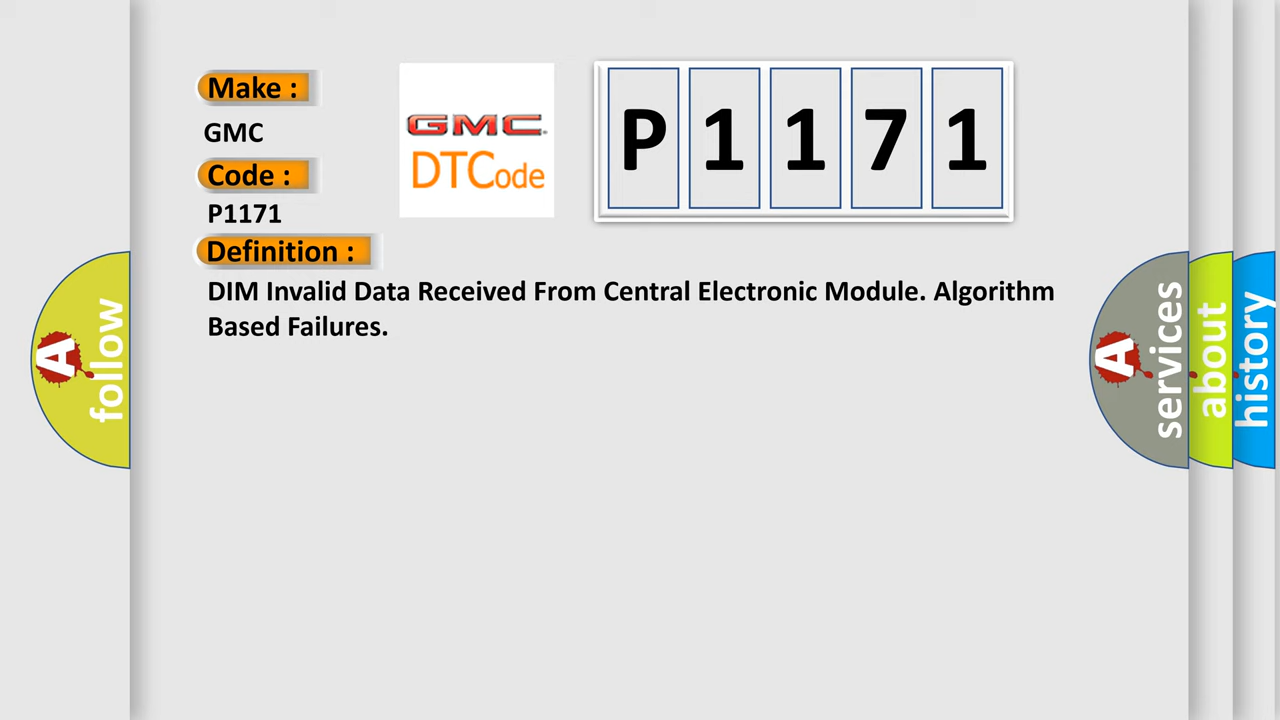 Make :
GMC
Code :
P1171
Definition :
DIM Invalid Data Received From Central Electronic Module. Algorithm
Based Failures.
GMC
DTCode
P 1 1 7 1
A follow
A services
about
history